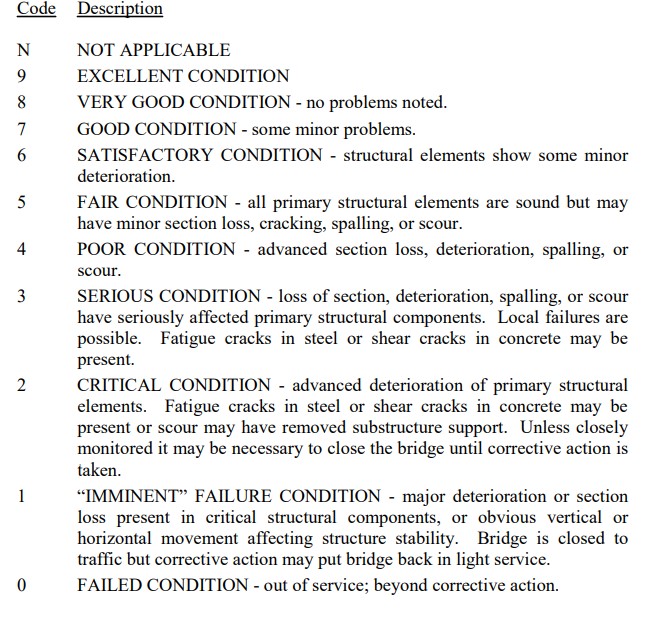 Code Description
N NOT APPLICABLE
9 EXCELLENT CONDITION
8 VERY GOOD CONDITION - no problems noted.
7 GOOD CONDITION - some minor problems.
6 SATISFACTORY CONDITION - structural elements show some minor
deterioration.
5 FAIR CONDITION - all primary structural elements are sound but may
have minor section loss, cracking, spalling, or scour.
4 POOR CONDITION - advanced section loss, deterioration, spalling, or
scour.
3 SERIOUS CONDITION - loss of section, deterioration, spalling, or scour
have seriously affected primary structural components. Local failures are
possible. Fatigue cracks in steel or shear cracks in concrete may be
present.
2 CRITICAL CONDITION - advanced deterioration of primary structural
elements. Fatigue cracks in steel or shear cracks in concrete may be
present or scour may have removed substructure support. Unless closely
monitored it may be necessary to close the bridge until corrective action is
taken.
1 “IMMINENT” FAILURE CONDITION - major deterioration or section
loss present in critical structural components, or obvious vertical or
horizontal movement affecting structure stability. Bridge is closed to
traffic but corrective action may put bridge back in light service.
0 FAILED CONDITION - out of service; beyond corrective action.